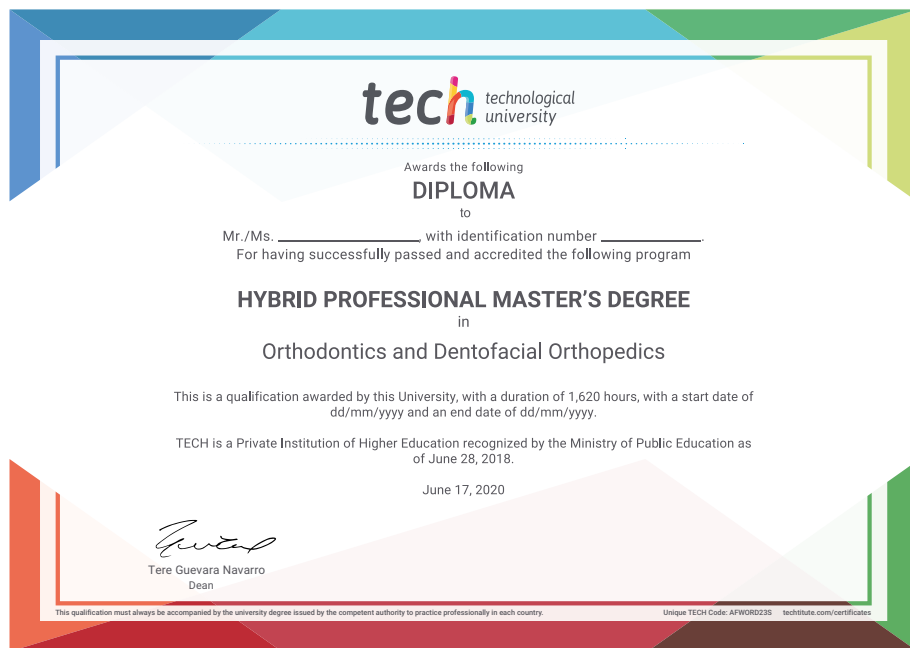 tech technological
university
Awards the following
DIPLOMA
to
Mr./Ms. ____________, with identification number ____________.
For having successfully passed and accredited the following program
HYBRID PROFESSIONAL MASTER’S DEGREE
in
Orthodontics and Dentofacial Orthopedics
This is a qualification awarded by this University, with a duration of 1,620 hours, with a start date of
dd/mm/yyyy and an end date of dd/mm/yyyy.
TECH is a Private Institution of Higher Education recognized by the Ministry of Public Education as
of June 28, 2018.
June 17, 2020
Tere Guevara Navarro
Dean
This qualification must always be accompanied by the university degree issued by the competent authority to practice professionally in each country. Unique TECH Code: AFWORD23S techtitute.com/certificates